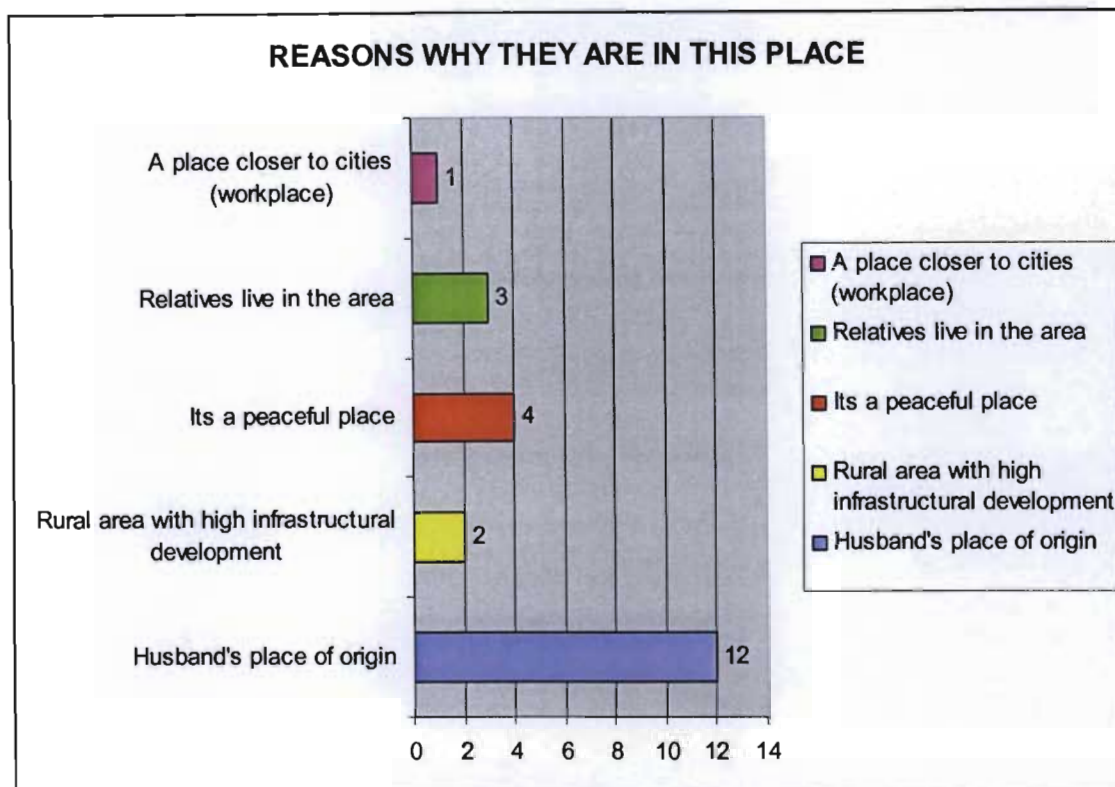 REASONS WHY THEY ARE IN THIS PLACE
A place closer to cities
(workplace)
1
Relatives live in the area
3
Its a peaceful place
4
Rural area with high infrastructural
development
2
Husband's place of origin
12
0 2 4 6 8 10 12 14
A place closer to cities
(workplace)
Relatives live in the area
Its a peaceful place
Rural area with high
infrastructural development
Husband's place of origin